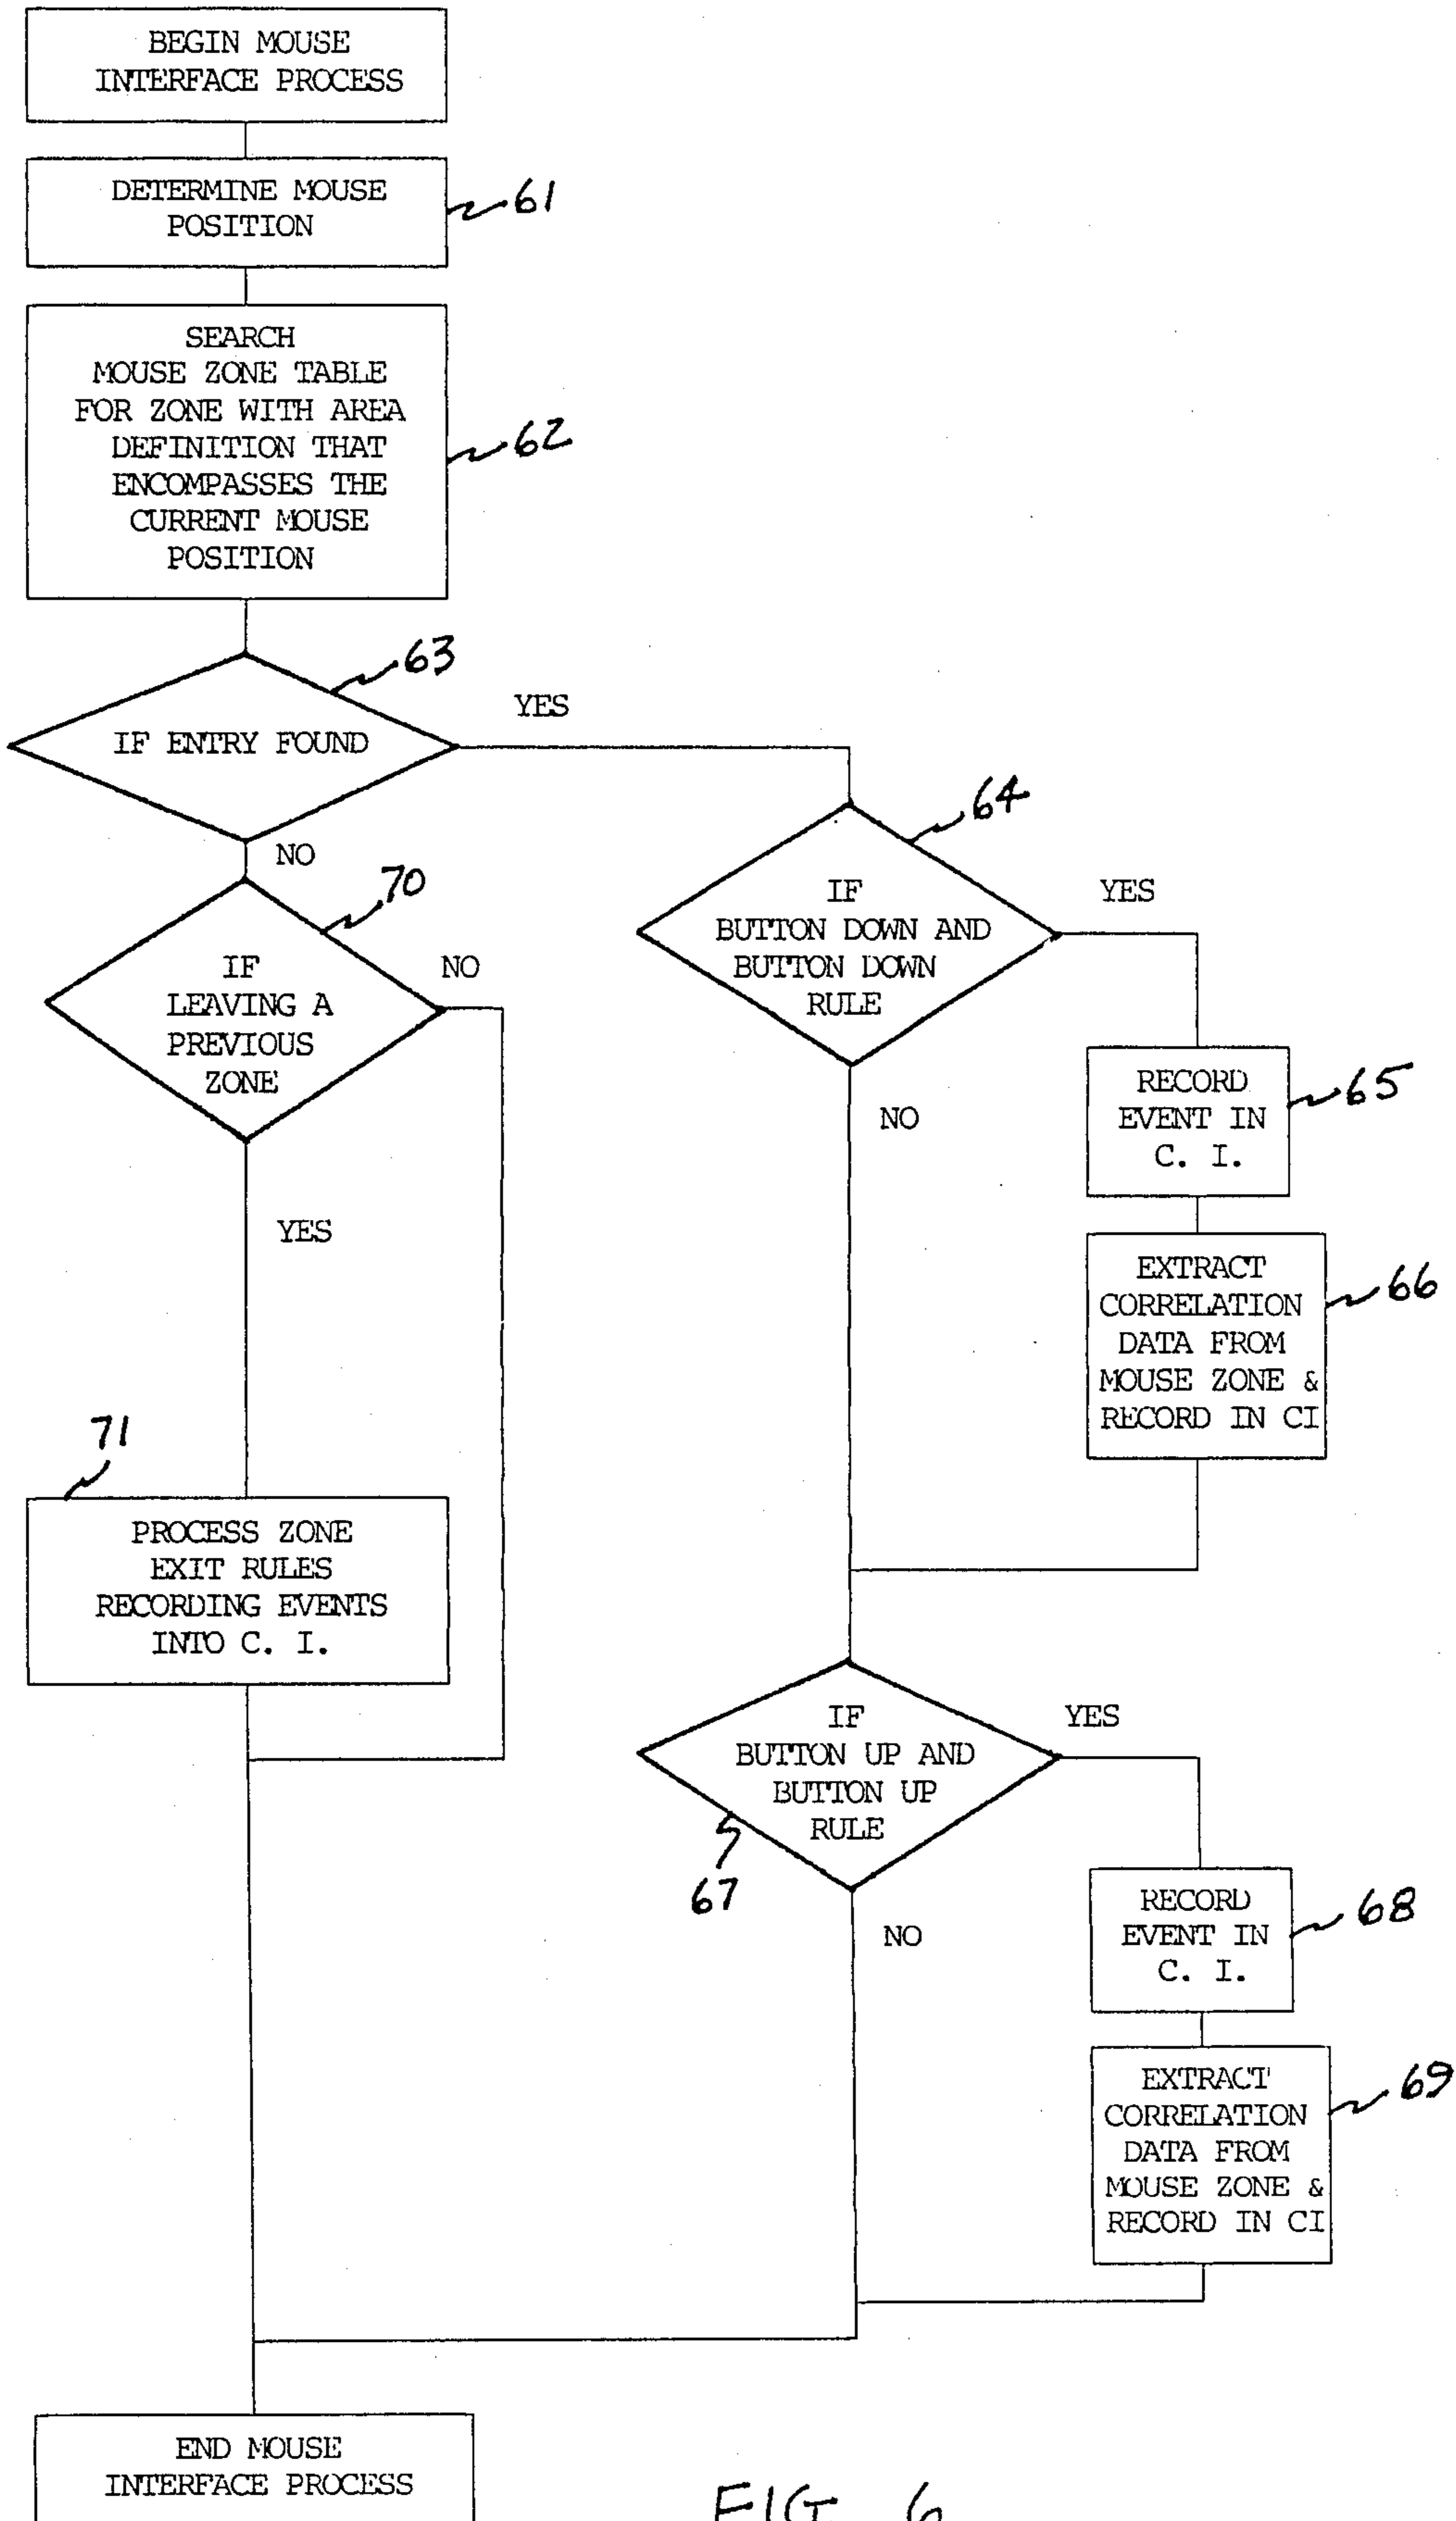 BEGIN MOUSE
INTERFACE PROCESS
DETERMINE MOUSE
POSITION
61
SEARCH
MOUSE ZONE TABLE
FOR ZONE WITH AREA
DEFINITION THAT
ENCOMPASSES THE
CURRENT MOUSE
POSITION
62
63
IF ENTRY FOUND
YES
NO
64
IF
BUTTON DOWN AND
BUTTON DOWN
RULE
YES
NO
70
IF
LEAVING A
PREVIOUS
ZONE
NO
YES
RECORD
EVENT IN
C. I.
65
EXTRACT
CORRELATION
DATA FROM
MOUSE ZONE &
RECORD IN CI
66
71
PROCESS ZONE
EXIT RULES
RECORDING EVENTS
INTO C. I.
IF
BUTTON UP AND
BUTTON UP
RULE
YES
67
NO
RECORD
EVENT IN
C. I.
68
EXTRACT
CORRELATION
DATA FROM
MOUSE ZONE &
RECORD IN CI
69
END MOUSE
INTERFACE PROCESS
FIG. 6